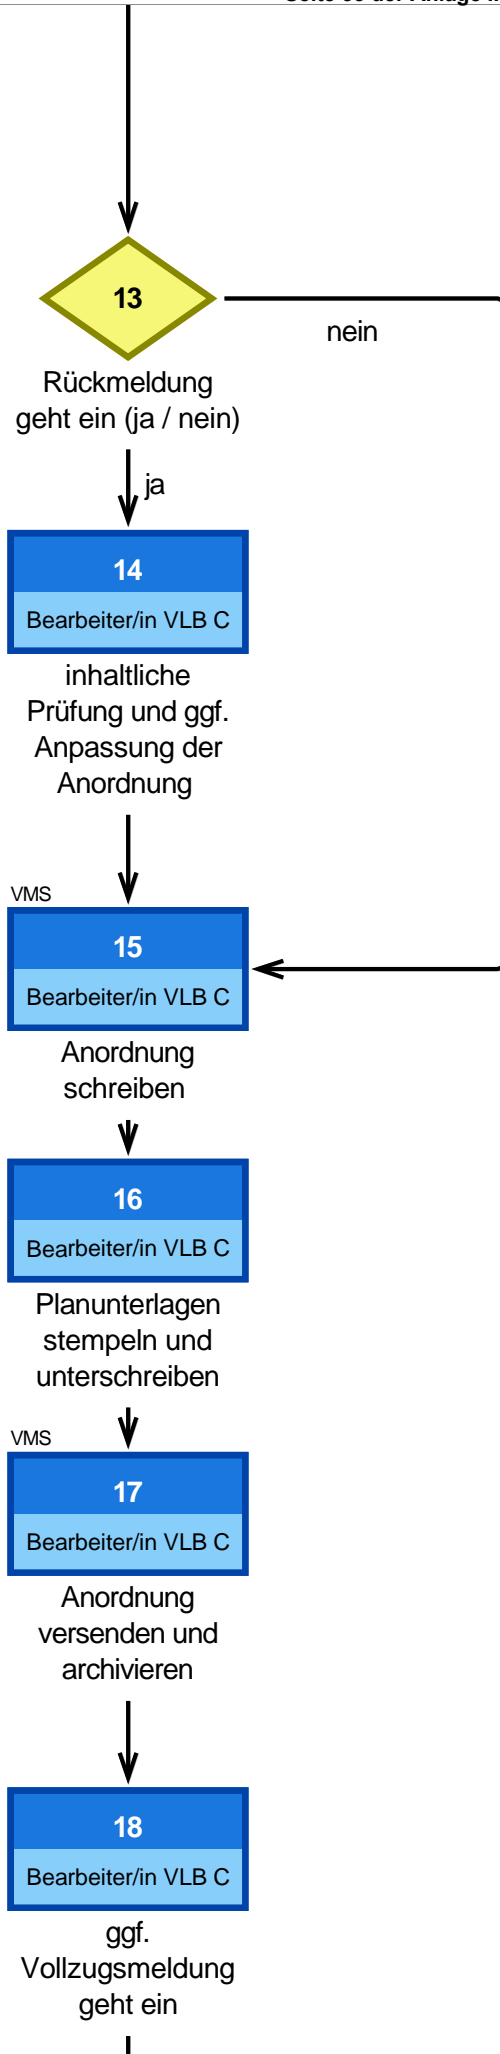 13
nein
Rückmeldung
geht ein (ja / nein)
ja
14
Bearbeiter/in VLB C
inhaltliche
Prüfung und ggf.
Anpassung der
Anordnung
VMS
15
Bearbeiter/in VLB C
Anordnung
schreiben
16
Bearbeiter/in VLB C
Planunterlagen
stempeln und
unterschreiben
VMS
17
Bearbeiter/in VLB C
Anordnung
versenden und
archivieren
18
Bearbeiter/in VLB C
ggf.
Vollzugsmeldung
geht ein